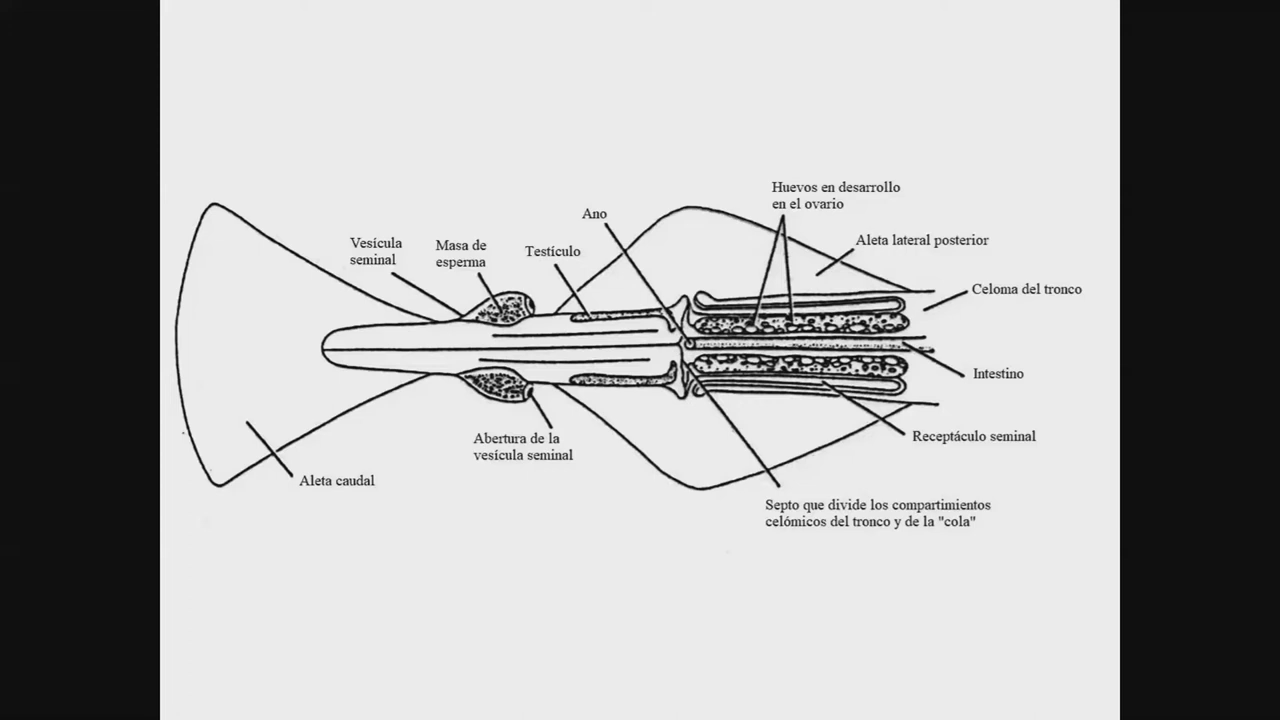 Huevos en desarrollo
en el ovario
Ano
Vesícula
seminal
Masa de
esperma
Testículo
Aleta lateral posterior
Celoma del tronco
Intestino
Receptáculo seminal
Abertura de la
vesícula seminal
Aleta caudal
Septo que divide los compartimientos
celómicos del tronco y de la "cola"